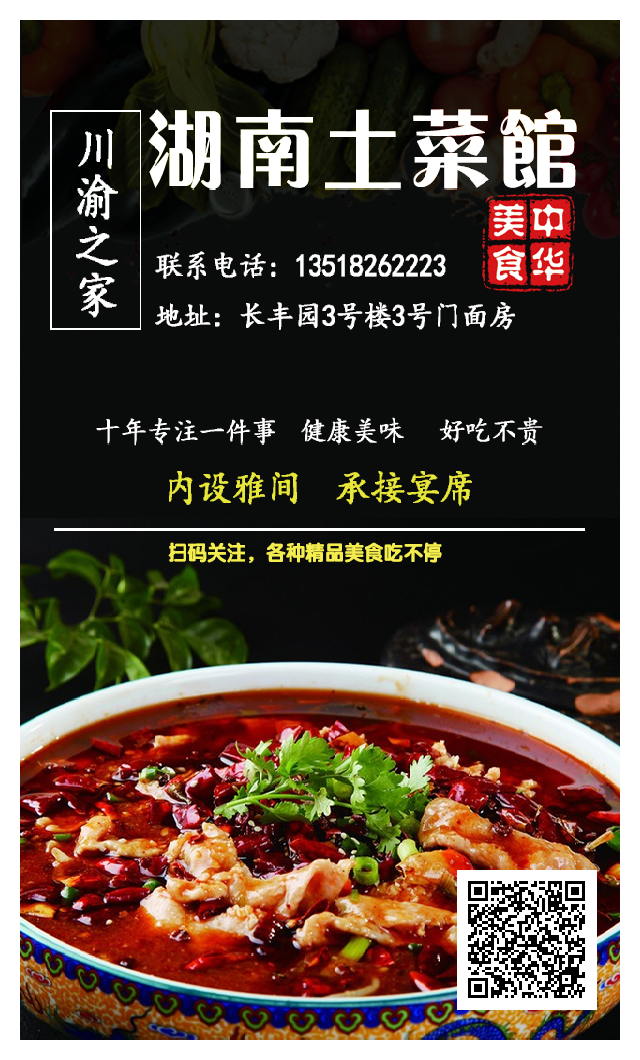 川渝之家
湖南土菜館
中华
美食
联系电话：13518262223
地址：长丰园3号楼3号门面房
十年专注一件事 健康美味 好吃不贵
内设雅间 承接宴席
扫码关注，各种精品美食吃不停